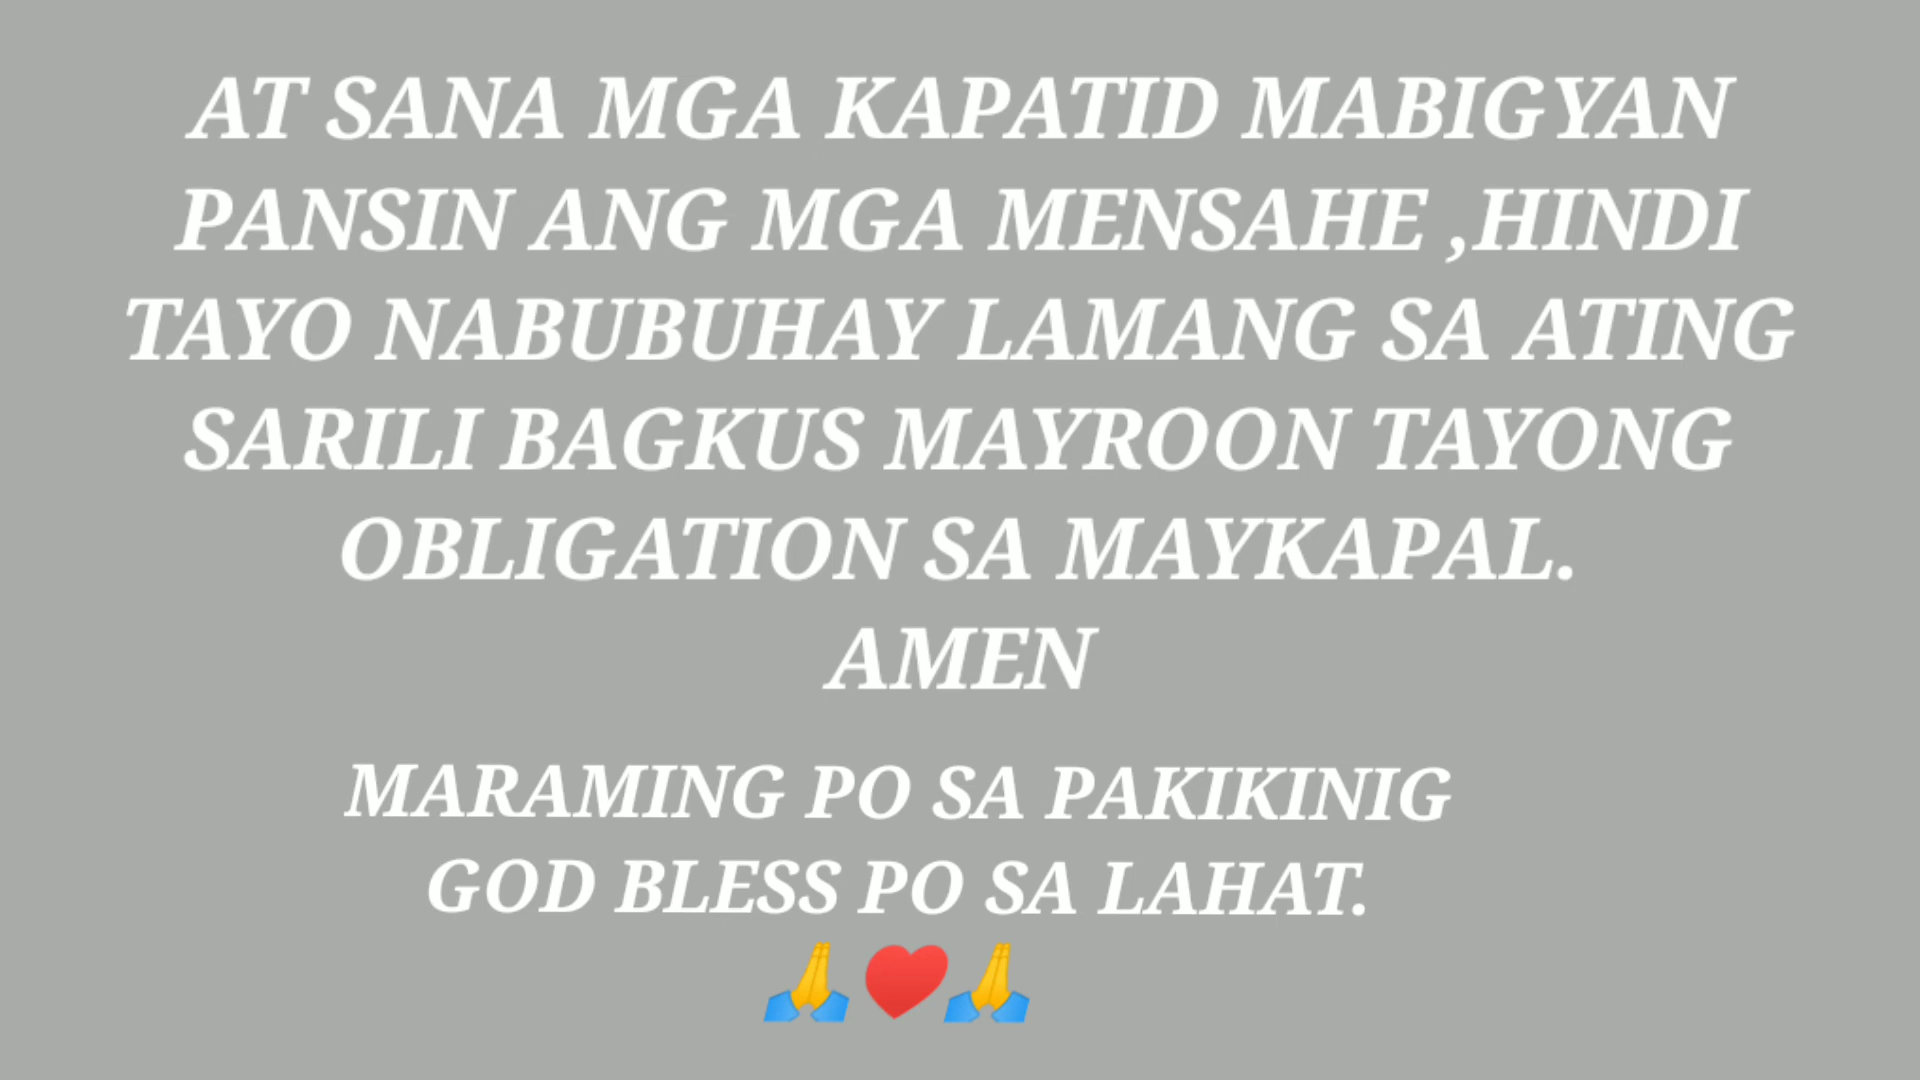 AT SANA MGA KAPATID MABIGYAN
PANSIN ANG MGA MENSAHE ,HINDI
TAYO NABUBUHAY LAMANG SA ATING
SARILI BAGKUS MAYROON TAYONG
OBLIGATION SA MAYKAPAL.
AMEN
MARAMING PO SA PAKIKINIG
GOD BLESS PO SA LAHAT.
🙏❤️🙏